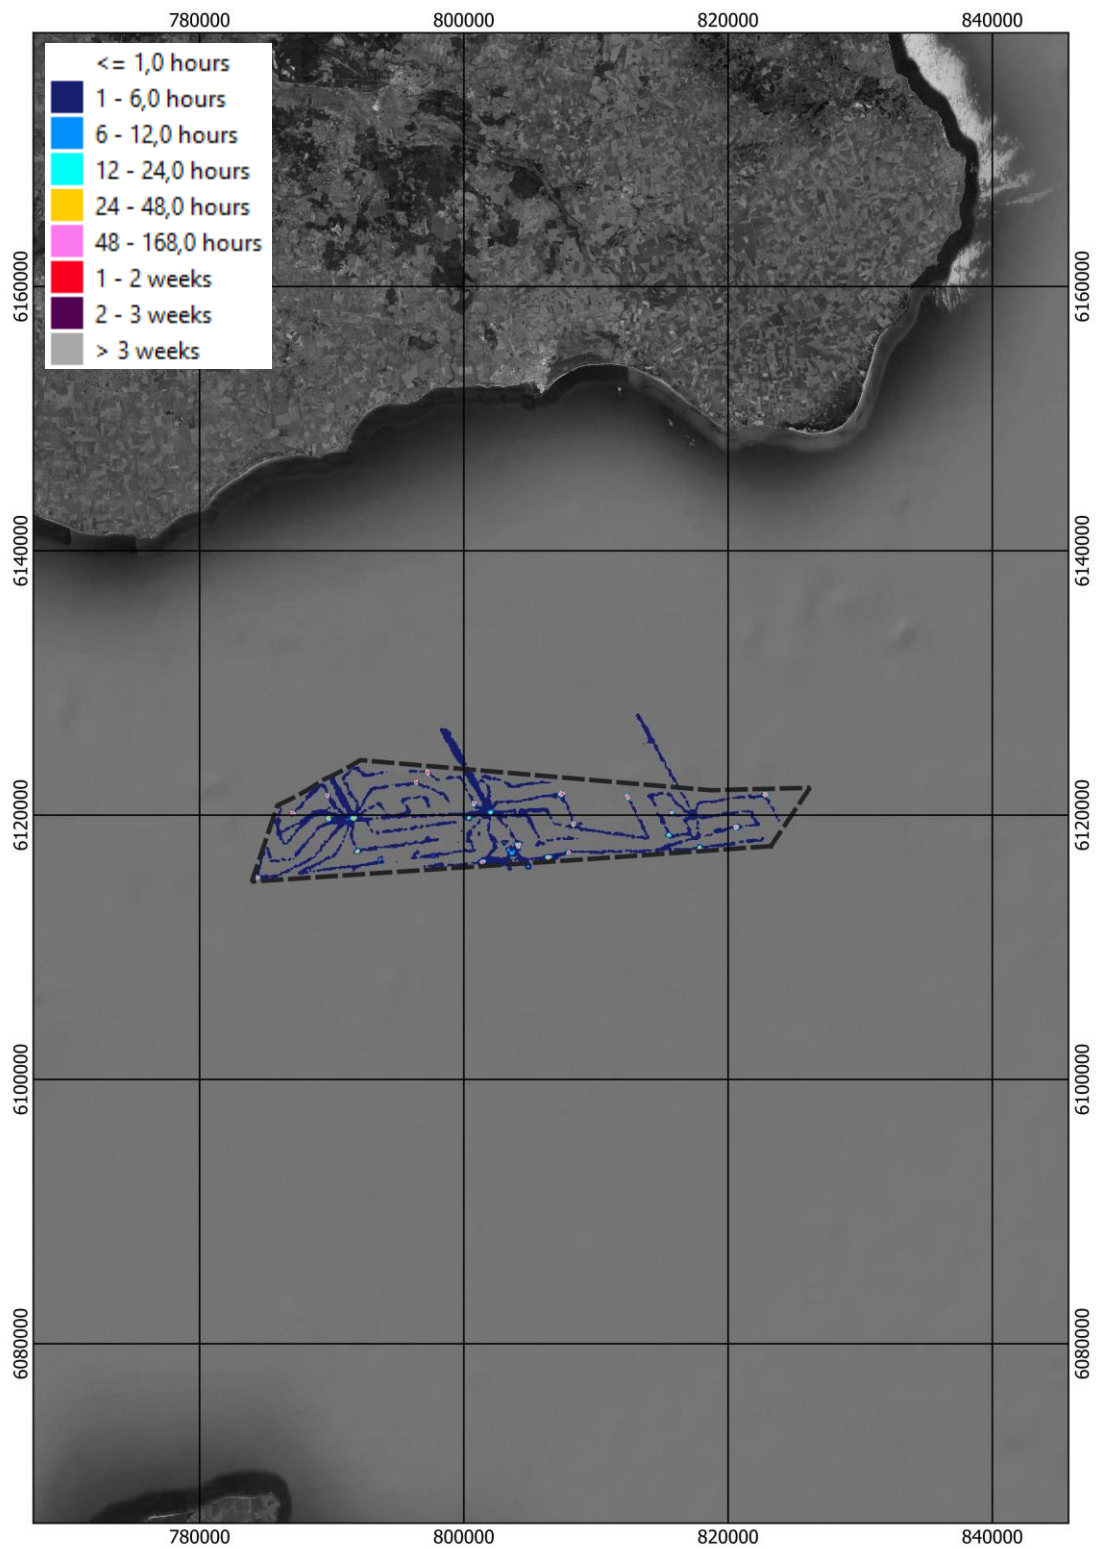 780000 800000 820000 840000
<= 1,0 hours
1 - 6,0 hours
6 - 12,0 hours
12 - 24,0 hours
24 - 48,0 hours
48 - 168,0 hours
1 - 2 weeks
2 - 3 weeks
> 3 weeks
6160000 6160000
6140000 6140000
6120000 6120000
6100000 6100000
6080000 6080000
780000 800000 820000 840000